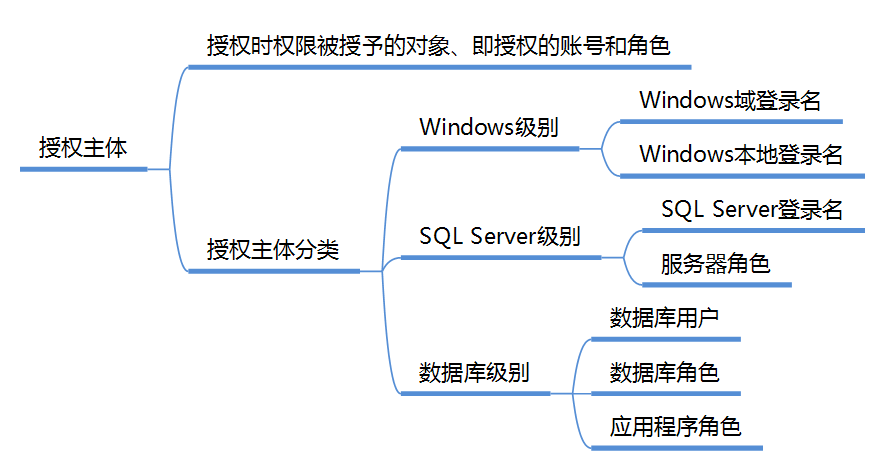 授权主体
授权时权限被授予的对象、即授权的账号和角色
授权主体分类
Windows级别
Windows域登录名
Windows本地登录名
SQL Server级别
SQL Server登录名
服务器角色
数据库级别
数据库用户
数据库角色
应用程序角色